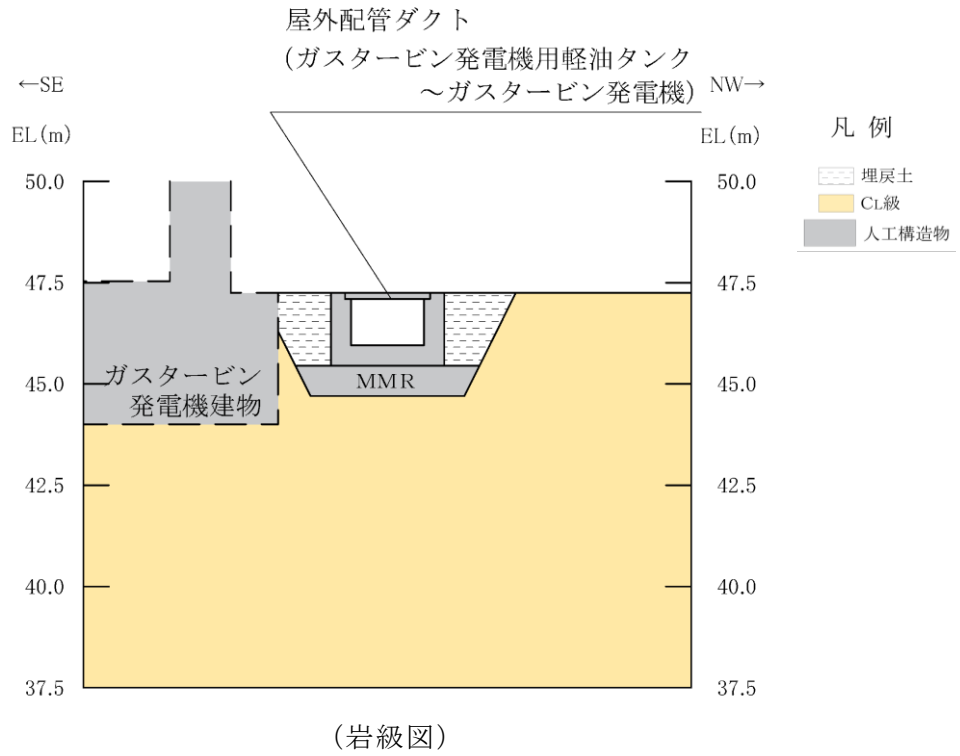 屋外配管ダクト
(ガスタービン発電機用軽油タンク
~ガスタービン発電機)
←SE
NW→
EL(m)
EL(m)
凡 例
埋戻土
CL級
人工構造物
50.0
50.0
47.5
47.5
45.0
45.0
ガスタービン
発電機建物
MMR
42.5
42.5
40.0
40.0
37.5
37.5
(岩級図)